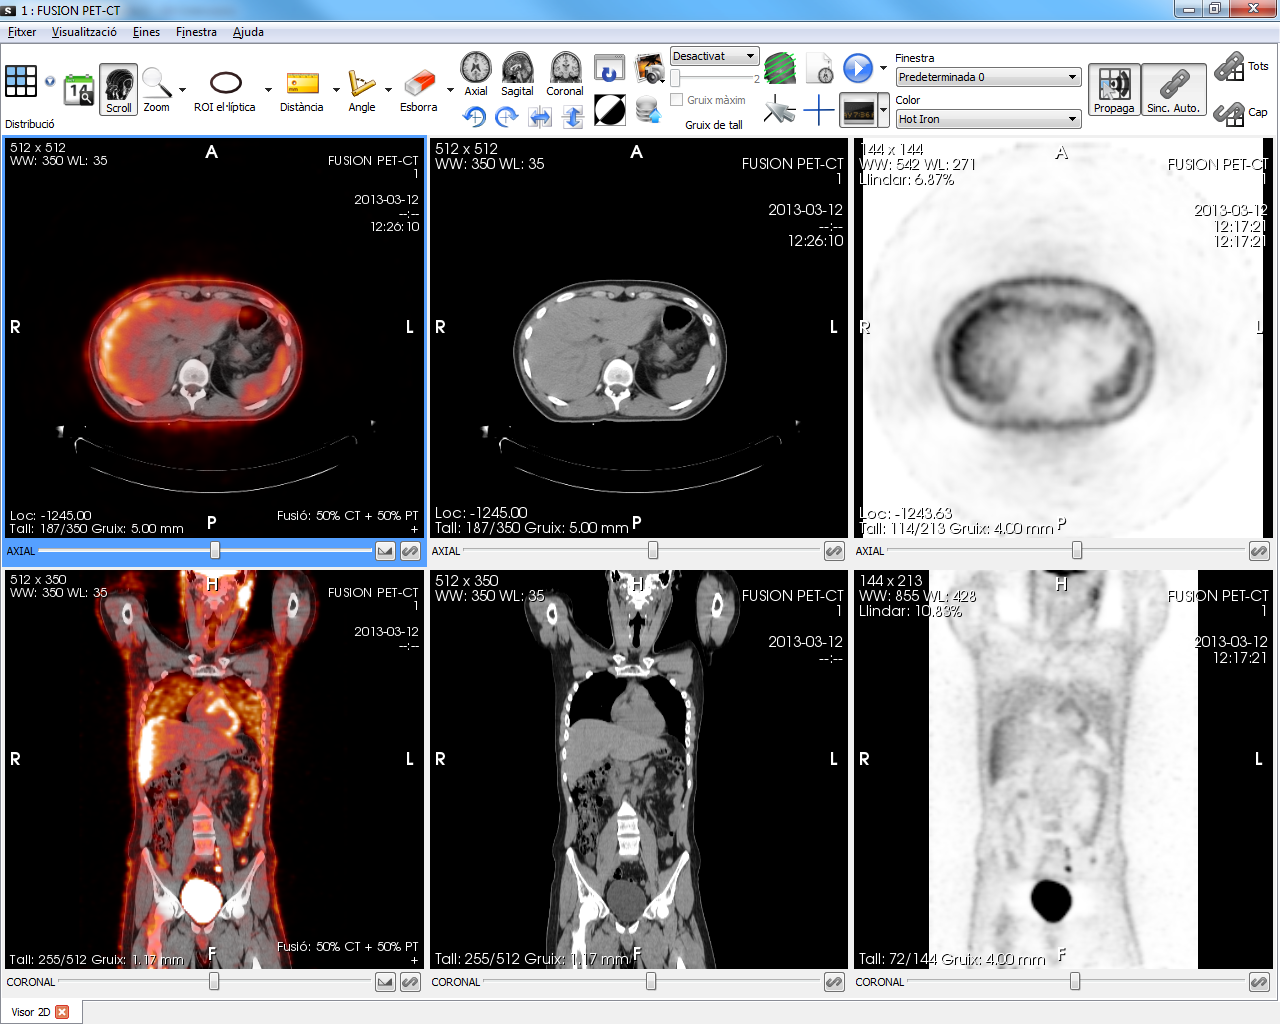 1 : FUSION PET-CT
Fitxer Visualització Eines Finestra Ajuda
14
Distribució
Scroll
Zoom
ROI el·líptica
Distància
Angle
Esborra
Axial
Sagital
Coronal
Desactivat
2
Gruix màxim
Gruix de tall
Finestra
Predeterminada 0
Color
Hot Iron
Propaga
Sinc. Auto.
Tots
Cap
512 x 512
WW: 350 WL: 35
A
FUSION PET-CT
1
2013-03-12
--:--
12:26:10
R
L
Loc: -1245.00
Tall: 187/350 Gruix: 5.00 mm
P
Fusió: 50% CT + 50% PT
+
AXIAL
512 x 512
WW: 350 WL: 35
A
FUSION PET-CT
1
2013-03-12
--:--
12:26:10
R
L
Loc: -1245.00
Tall: 187/350 Gruix: 5.00 mm
P
AXIAL
144 x 144
WW: 542 WL: 271
Llindar: 6.87%
A
FUSION PET-CT
1
2013-03-12
12:17:21
12:17:21
R
L
Loc: -1243.63
Tall: 114/213 Gruix: 4.00 mm
P
AXIAL
512 x 350
WW: 350 WL: 35
H
FUSION PET-CT
1
2013-03-12
--:--
R
L
Tall: 255/512 Gruix: 1.17 mm
F
Fusió: 50% CT + 50% PT
+
CORONAL
512 x 350
WW: 350 WL: 35
H
FUSION PET-CT
1
2013-03-12
--:--
R
L
Tall: 255/512 Gruix: 1.17 mm
F
CORONAL
144 x 213
WW: 855 WL: 428
Llindar: 10.83%
H
FUSION PET-CT
1
2013-03-12
12:17:21
R
L
Tall: 72/144 Gruix: 4.00 mm
F
CORONAL
Visor 2D